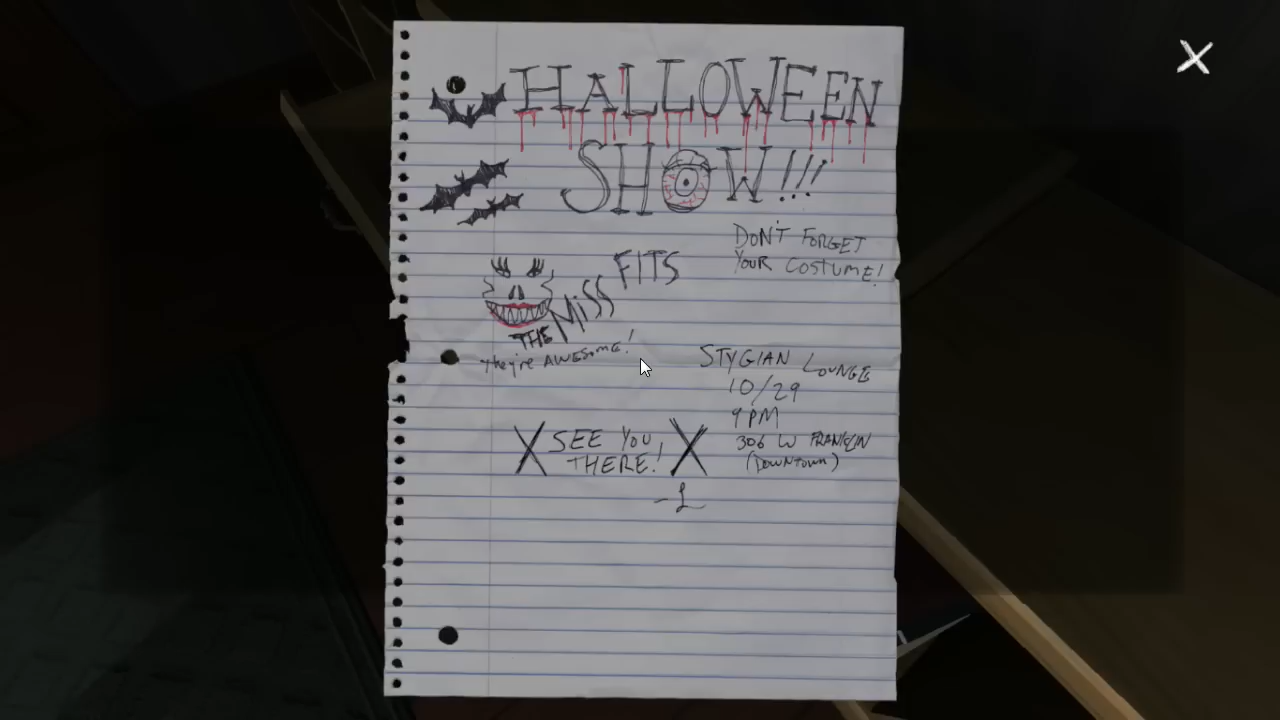 HALLOWEEN
SHOW!!!
DON'T FORGET
YOUR COSTUME!
THE MiSS FITS
They're AWESOME!
STYGIAN LOUNGE
10/29
9PM
306 W FRANKLIN
(DOWNTOWN)
X SEE YOU THERE! X
-L